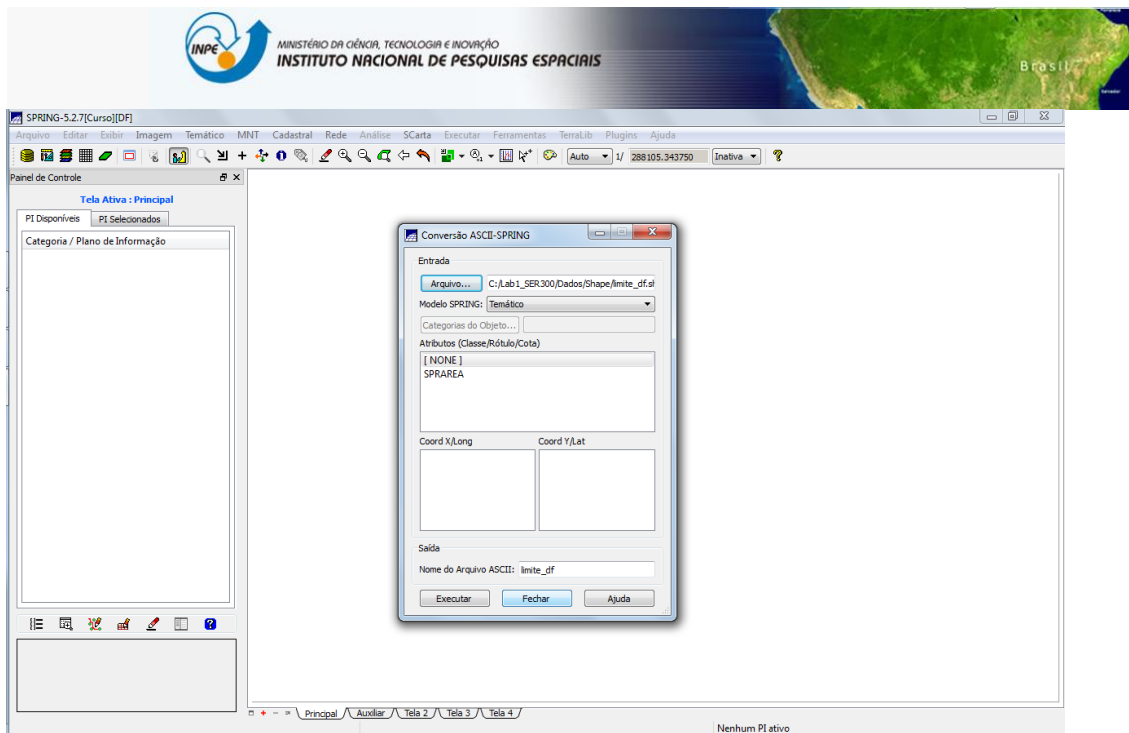 INPE
MINISTÉRIO DA CIÊNCIA, TECNOLOGIA E INOVAÇÃO
INSTITUTO NACIONAL DE PESQUISAS ESPACIAIS
Brasil
SPRING-5.2.7[Curso][DF]
Arquivo Editar Exibir Imagem Temático MNT Cadastral Rede Análise SCarta Executar Ferramentas TerraLib Plugins Ajuda
Auto 1/ 288105.343750 Inativa
Painel de Controle
Tela Ativa : Principal
PI Disponíveis PI Selecionados
Categoria / Plano de Informação
Conversão ASCII-SPRING
Entrada
Arquivo... C:/Lab1_SER300/Dados/Shape/limite_df.sh
Modelo SPRING: Temático
Categorias do Objeto...
Atributos (Classe/Rótulo/Cota)
[ NONE ]
SPRAREA
Coord X/Long Coord Y/Lat
Saída
Nome do Arquivo ASCII: limite_df
Executar Fechar Ajuda
Principal Auxiliar Tela 2 Tela 3 Tela 4
Nenhum PI ativo